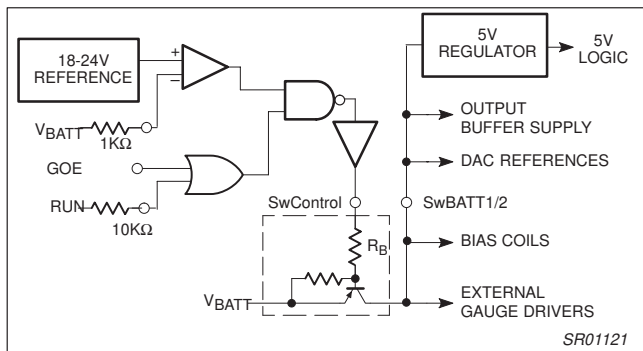 18-24V
REFERENCE
+
−
VBATT
1KΩ
GOE
RUN
10KΩ
SwControl
RB
VBATT
5V
REGULATOR
5V
LOGIC
OUTPUT
BUFFER SUPPLY
DAC REFERENCES
SwBATT1/2
BIAS COILS
EXTERNAL
GAUGE DRIVERS
SR01121